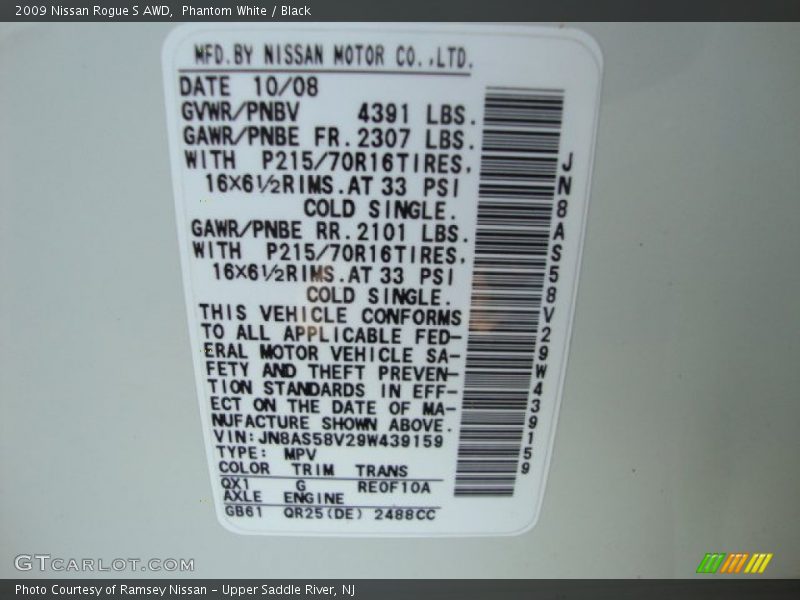 2009 Nissan Rogue S AWD, Phantom White / Black
MFD.BY NISSAN MOTOR CO.,LTD.
DATE 10/08
GVWR/PNBV 4391 LBS.
GAWR/PNBE FR.2307 LBS.
WITH P215/70R16TIRES,
16X6½RIMS.AT 33 PSI
COLD SINGLE.
GAWR/PNBE RR.2101 LBS.
WITH P215/70R16TIRES,
16X6½RIMS.AT 33 PSI
COLD SINGLE.
THIS VEHICLE CONFORMS
TO ALL APPLICABLE FED-
ERAL MOTOR VEHICLE SA-
FETY AND THEFT PREVEN-
TION STANDARDS IN EFF-
ECT ON THE DATE OF MA-
NUFACTURE SHOWN ABOVE.
VIN:JN8AS58V29W439159
TYPE: MPV
COLOR TRIM TRANS
QX1 G RE0F10A
AXLE ENGINE
GB61 QR25(DE) 2488CC
JN8AS58V29W439159
GTCARLOT.COM
Photo Courtesy of Ramsey Nissan - Upper Saddle River, NJ